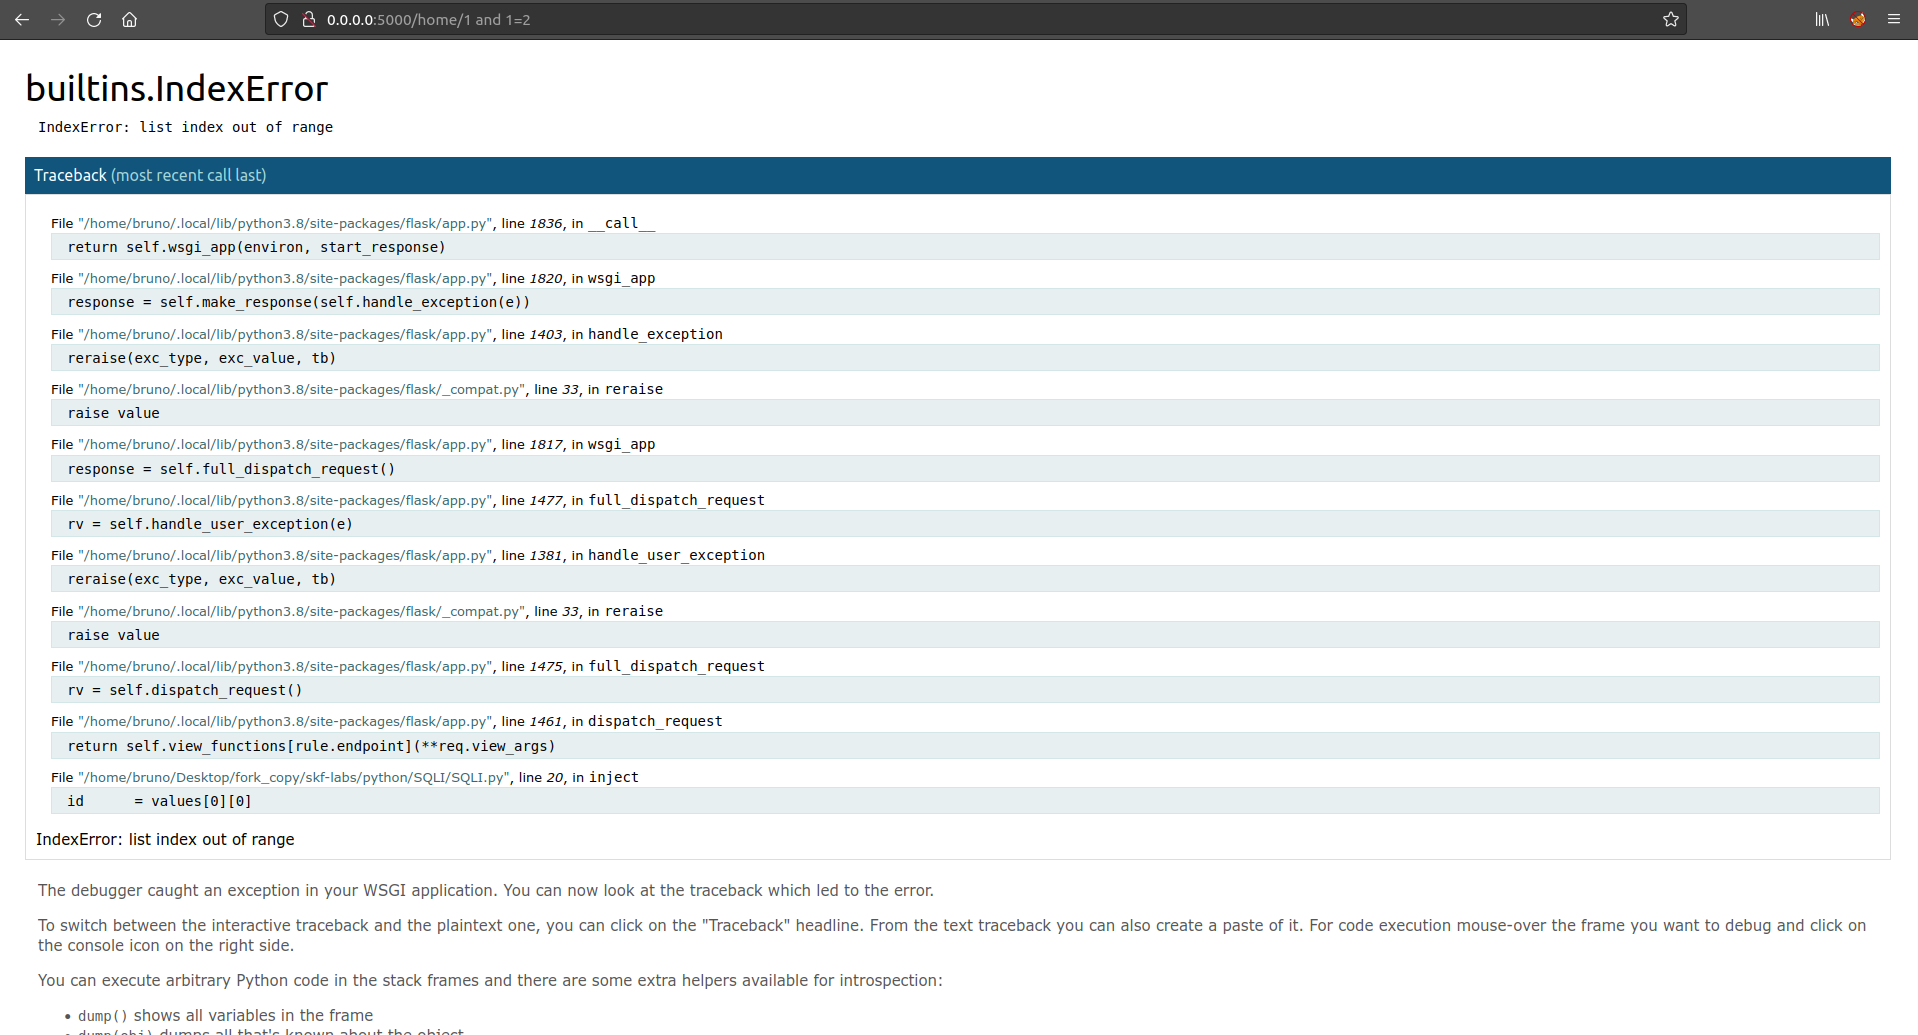 0.0.0.0:5000/home/1 and 1=2
builtins.IndexError
IndexError: list index out of range
Traceback (most recent call last)
File "/home/bruno/.local/lib/python3.8/site-packages/flask/app.py", line 1836, in __call__
return self.wsgi_app(environ, start_response)
File "/home/bruno/.local/lib/python3.8/site-packages/flask/app.py", line 1820, in wsgi_app
response = self.make_response(self.handle_exception(e))
File "/home/bruno/.local/lib/python3.8/site-packages/flask/app.py", line 1403, in handle_exception
reraise(exc_type, exc_value, tb)
File "/home/bruno/.local/lib/python3.8/site-packages/flask/_compat.py", line 33, in reraise
raise value
File "/home/bruno/.local/lib/python3.8/site-packages/flask/app.py", line 1817, in wsgi_app
response = self.full_dispatch_request()
File "/home/bruno/.local/lib/python3.8/site-packages/flask/app.py", line 1477, in full_dispatch_request
rv = self.handle_user_exception(e)
File "/home/bruno/.local/lib/python3.8/site-packages/flask/app.py", line 1381, in handle_user_exception
reraise(exc_type, exc_value, tb)
File "/home/bruno/.local/lib/python3.8/site-packages/flask/_compat.py", line 33, in reraise
raise value
File "/home/bruno/.local/lib/python3.8/site-packages/flask/app.py", line 1475, in full_dispatch_request
rv = self.dispatch_request()
File "/home/bruno/.local/lib/python3.8/site-packages/flask/app.py", line 1461, in dispatch_request
return self.view_functions[rule.endpoint](**req.view_args)
File "/home/bruno/Desktop/fork_copy/skf-labs/python/SQLI/SQLI.py", line 20, in inject
id      = values[0][0]
IndexError: list index out of range
The debugger caught an exception in your WSGI application. You can now look at the traceback which led to the error.
To switch between the interactive traceback and the plaintext one, you can click on the "Traceback" headline. From the text traceback you can also create a paste of it. For code execution mouse-over the frame you want to debug and click on
the console icon on the right side.
You can execute arbitrary Python code in the stack frames and there are some extra helpers available for introspection:
• dump() shows all variables in the frame
• dump(obj) dumps all that's known about the object